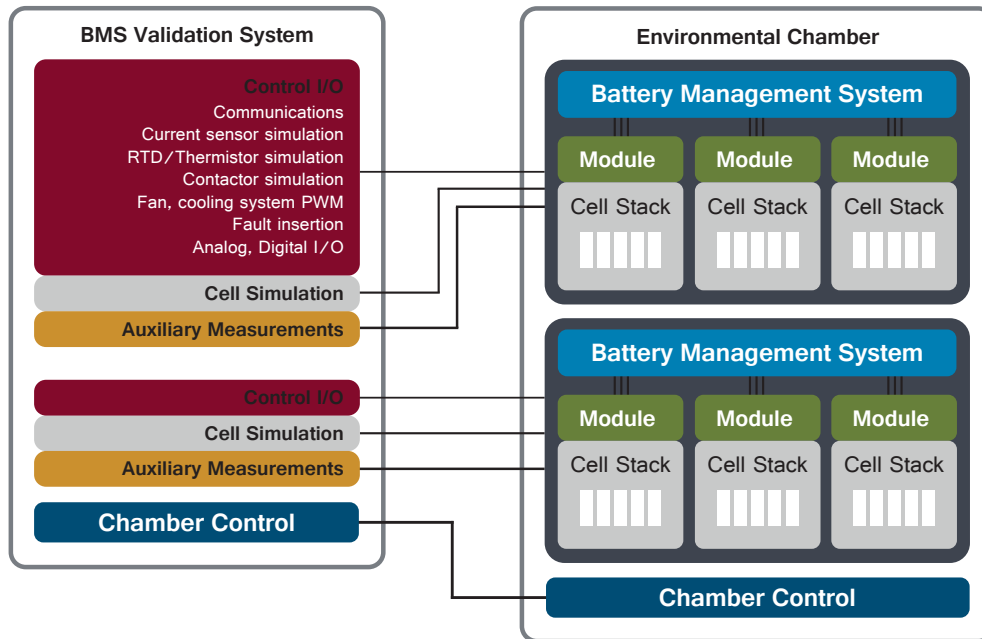 BMS Validation System
Control I/O
Communications
Current sensor simulation
RTD/Thermistor simulation
Contactor simulation
Fan, cooling system PWM
Fault insertion
Analog, Digital I/O
Cell Simulation
Auxiliary Measurements
Control I/O
Cell Simulation
Auxiliary Measurements
Chamber Control
Environmental Chamber
Battery Management System
Module Module Module
Cell Stack Cell Stack Cell Stack
Battery Management System
Module Module Module
Cell Stack Cell Stack Cell Stack
Chamber Control